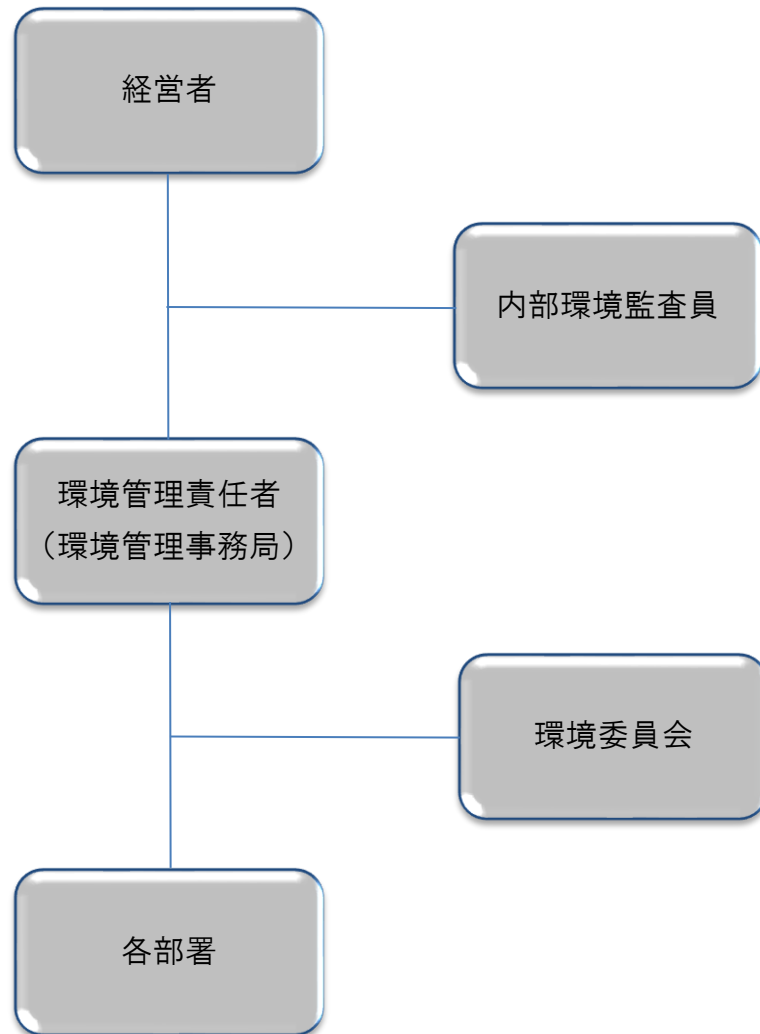 経営者
内部環境監査員
環境管理責任者
（環境管理事務局）
環境委員会
各部署